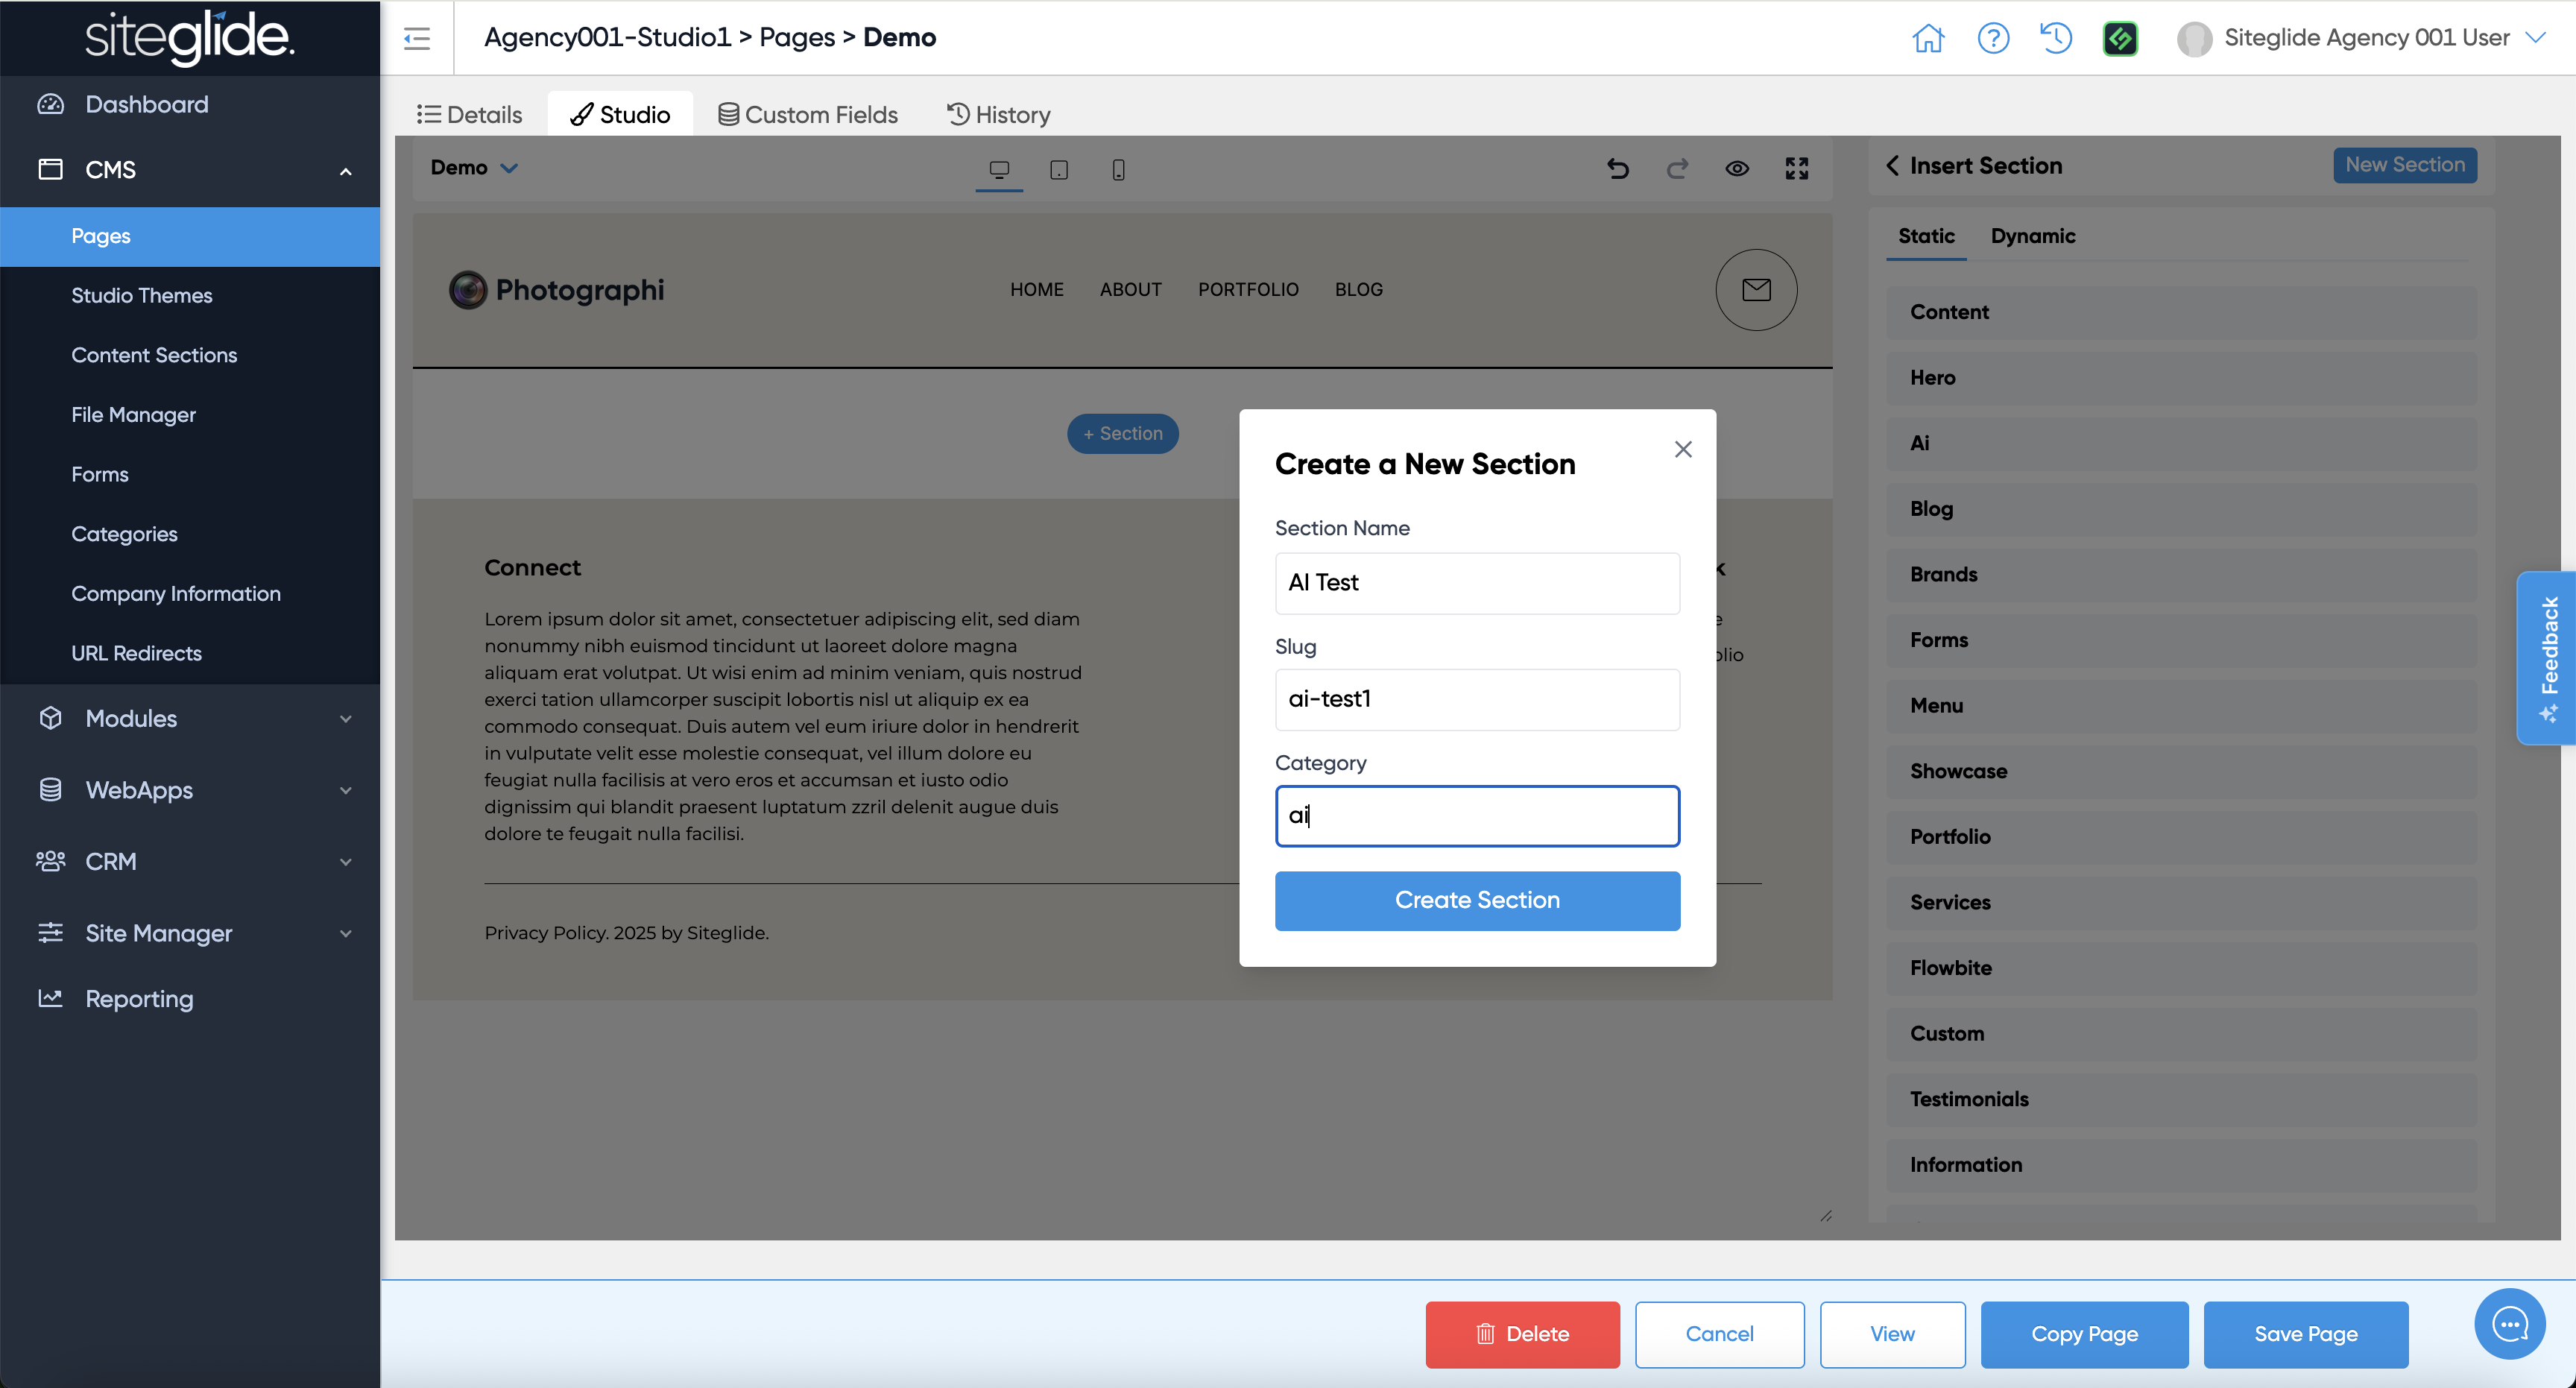 siteglide.
Agency001-Studio1 > Pages > Demo
Siteglide Agency 001 User
Dashboard
CMS
Pages
Studio Themes
Content Sections
File Manager
Forms
Categories
Company Information
URL Redirects
Modules
WebApps
CRM
Site Manager
Reporting
Details
Studio
Custom Fields
History
Demo
Photographi
HOME
ABOUT
PORTFOLIO
BLOG
+ Section
Connect
Lorem ipsum dolor sit amet, consectetuer adipiscing elit, sed diam
nonummy nibh euismod tincidunt ut laoreet dolore magna
aliquam erat volutpat. Ut wisi enim ad minim veniam, quis nostrud
exerci tation ullamcorper suscipit lobortis nisl ut aliquip ex ea
commodo consequat. Duis autem vel eum iriure dolor in hendrerit
in vulputate velit esse molestie consequat, vel illum dolore eu
feugiat nulla facilisis at vero eros et accumsan et iusto odio
dignissim qui blandit praesent luptatum zzril delenit augue duis
dolore te feugait nulla facilisi.
Privacy Policy. 2025 by Siteglide.
Create a New Section
Section Name
AI Test
Slug
ai-test1
Category
ai
Create Section
Insert Section
New Section
Static
Dynamic
Content
Hero
Ai
Blog
Brands
Forms
Menu
Showcase
Portfolio
Services
Flowbite
Custom
Testimonials
Information
Feedback
Delete
Cancel
View
Copy Page
Save Page